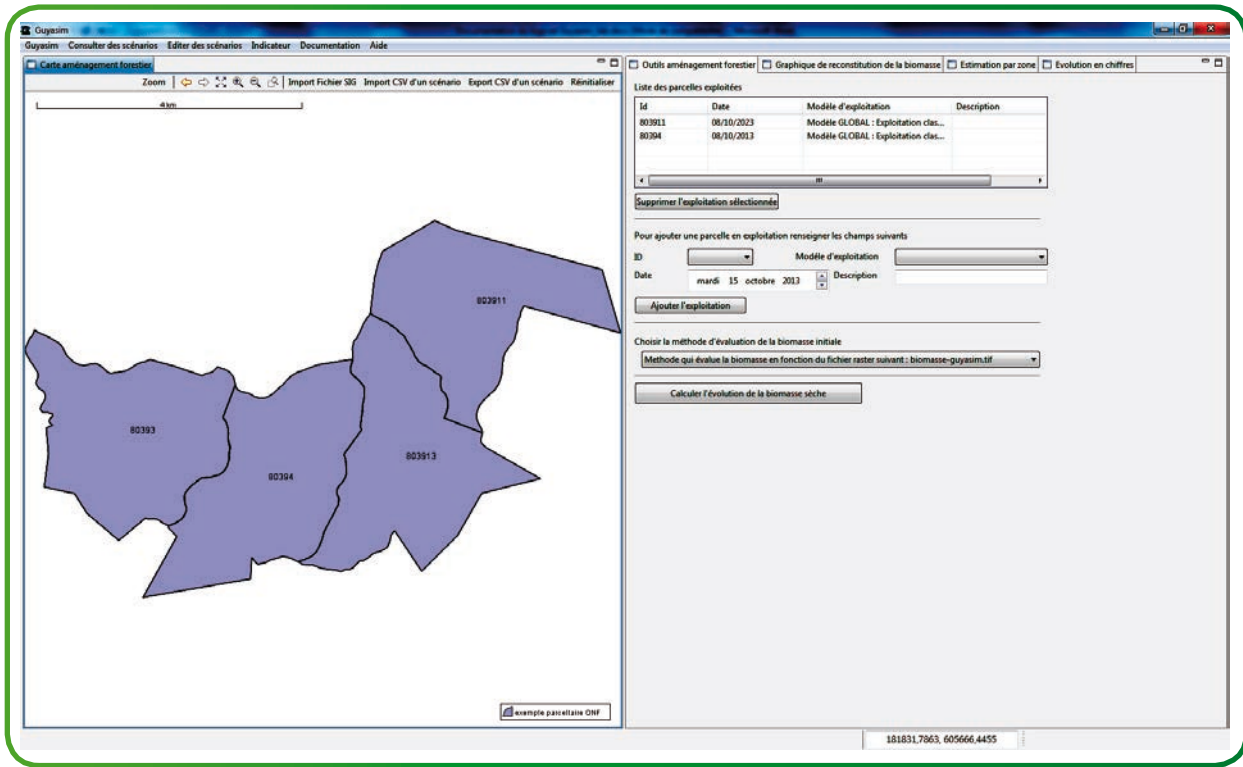 Guyasim
Guyasim Consulter des scénarios Editer des scénarios Indicateur Documentation Aide
Carte aménagement forestier
Zoom Import Fichier SIG Import CSV d'un scénario Export CSV d'un scénario Réinitialiser
4 km
803911
80393
80394
803913
exemple parcellaire ONF
Outils aménagement forestier Graphique de reconstitution de la biomasse Estimation par zone Evolution en chiffres
Liste des parcelles exploitées
Id Date Modèle d'exploitation Description
803911 08/10/2023 Modèle GLOBAL : Exploitation clas...
80394 08/10/2013 Modèle GLOBAL : Exploitation clas...
Supprimer l'exploitation sélectionnée
Pour ajouter une parcelle en exploitation renseigner les champs suivants
ID Modèle d'exploitation
Date mardi 15 octobre 2013 Description
Ajouter l'exploitation
Choisir la méthode d'évaluation de la biomasse initiale
Methode qui évalue la biomasse en fonction du fichier raster suivant : biomasse-guyasim.tif
Calculer l'évolution de la biomasse sèche
181831,7863, 605666,4455